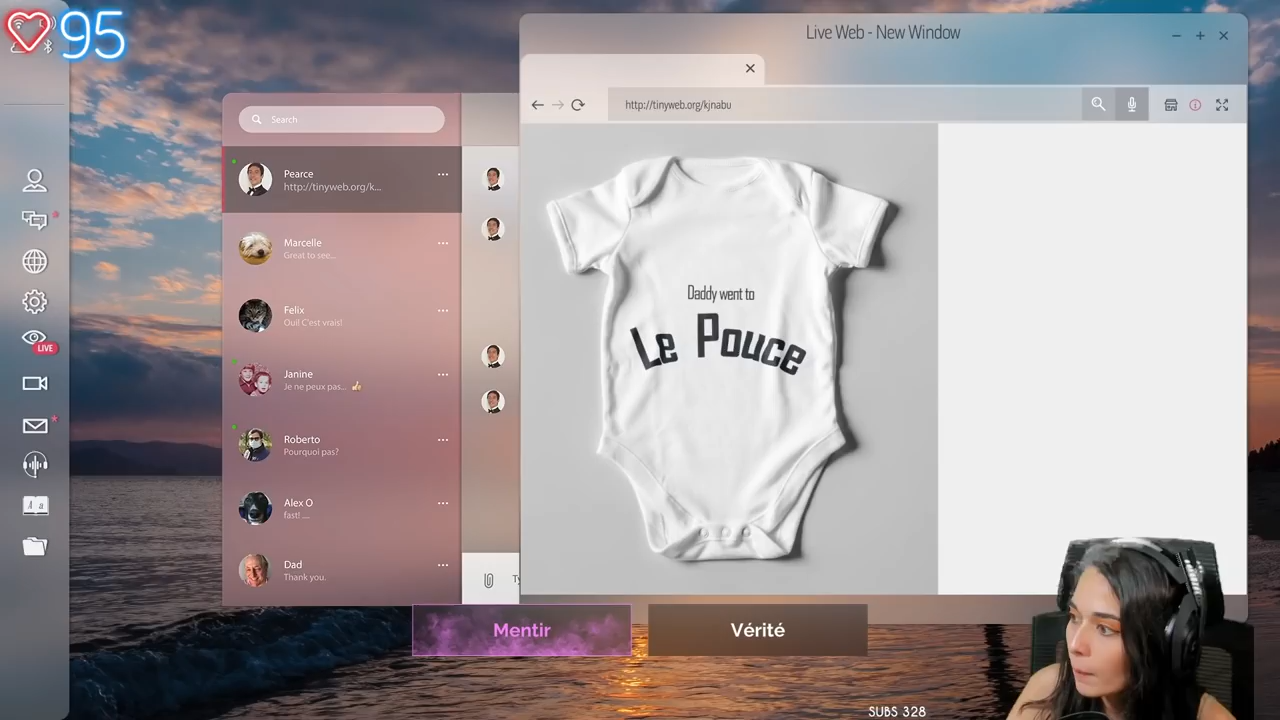 95
Live Web - New Window
http://tinyweb.org/kjnabu
Search
Pearce
http://tinyweb.org/k...
Marcelle
Great to see...
Felix
Oui! C'est vrai!
Janine
Je ne peux pas...
Roberto
Pourquoi pas?
Alex O
fast! ....
Dad
Thank you.
LIVE
A a
Daddy went to
Le Pouce
Mentir
Vérité
SUBS 328